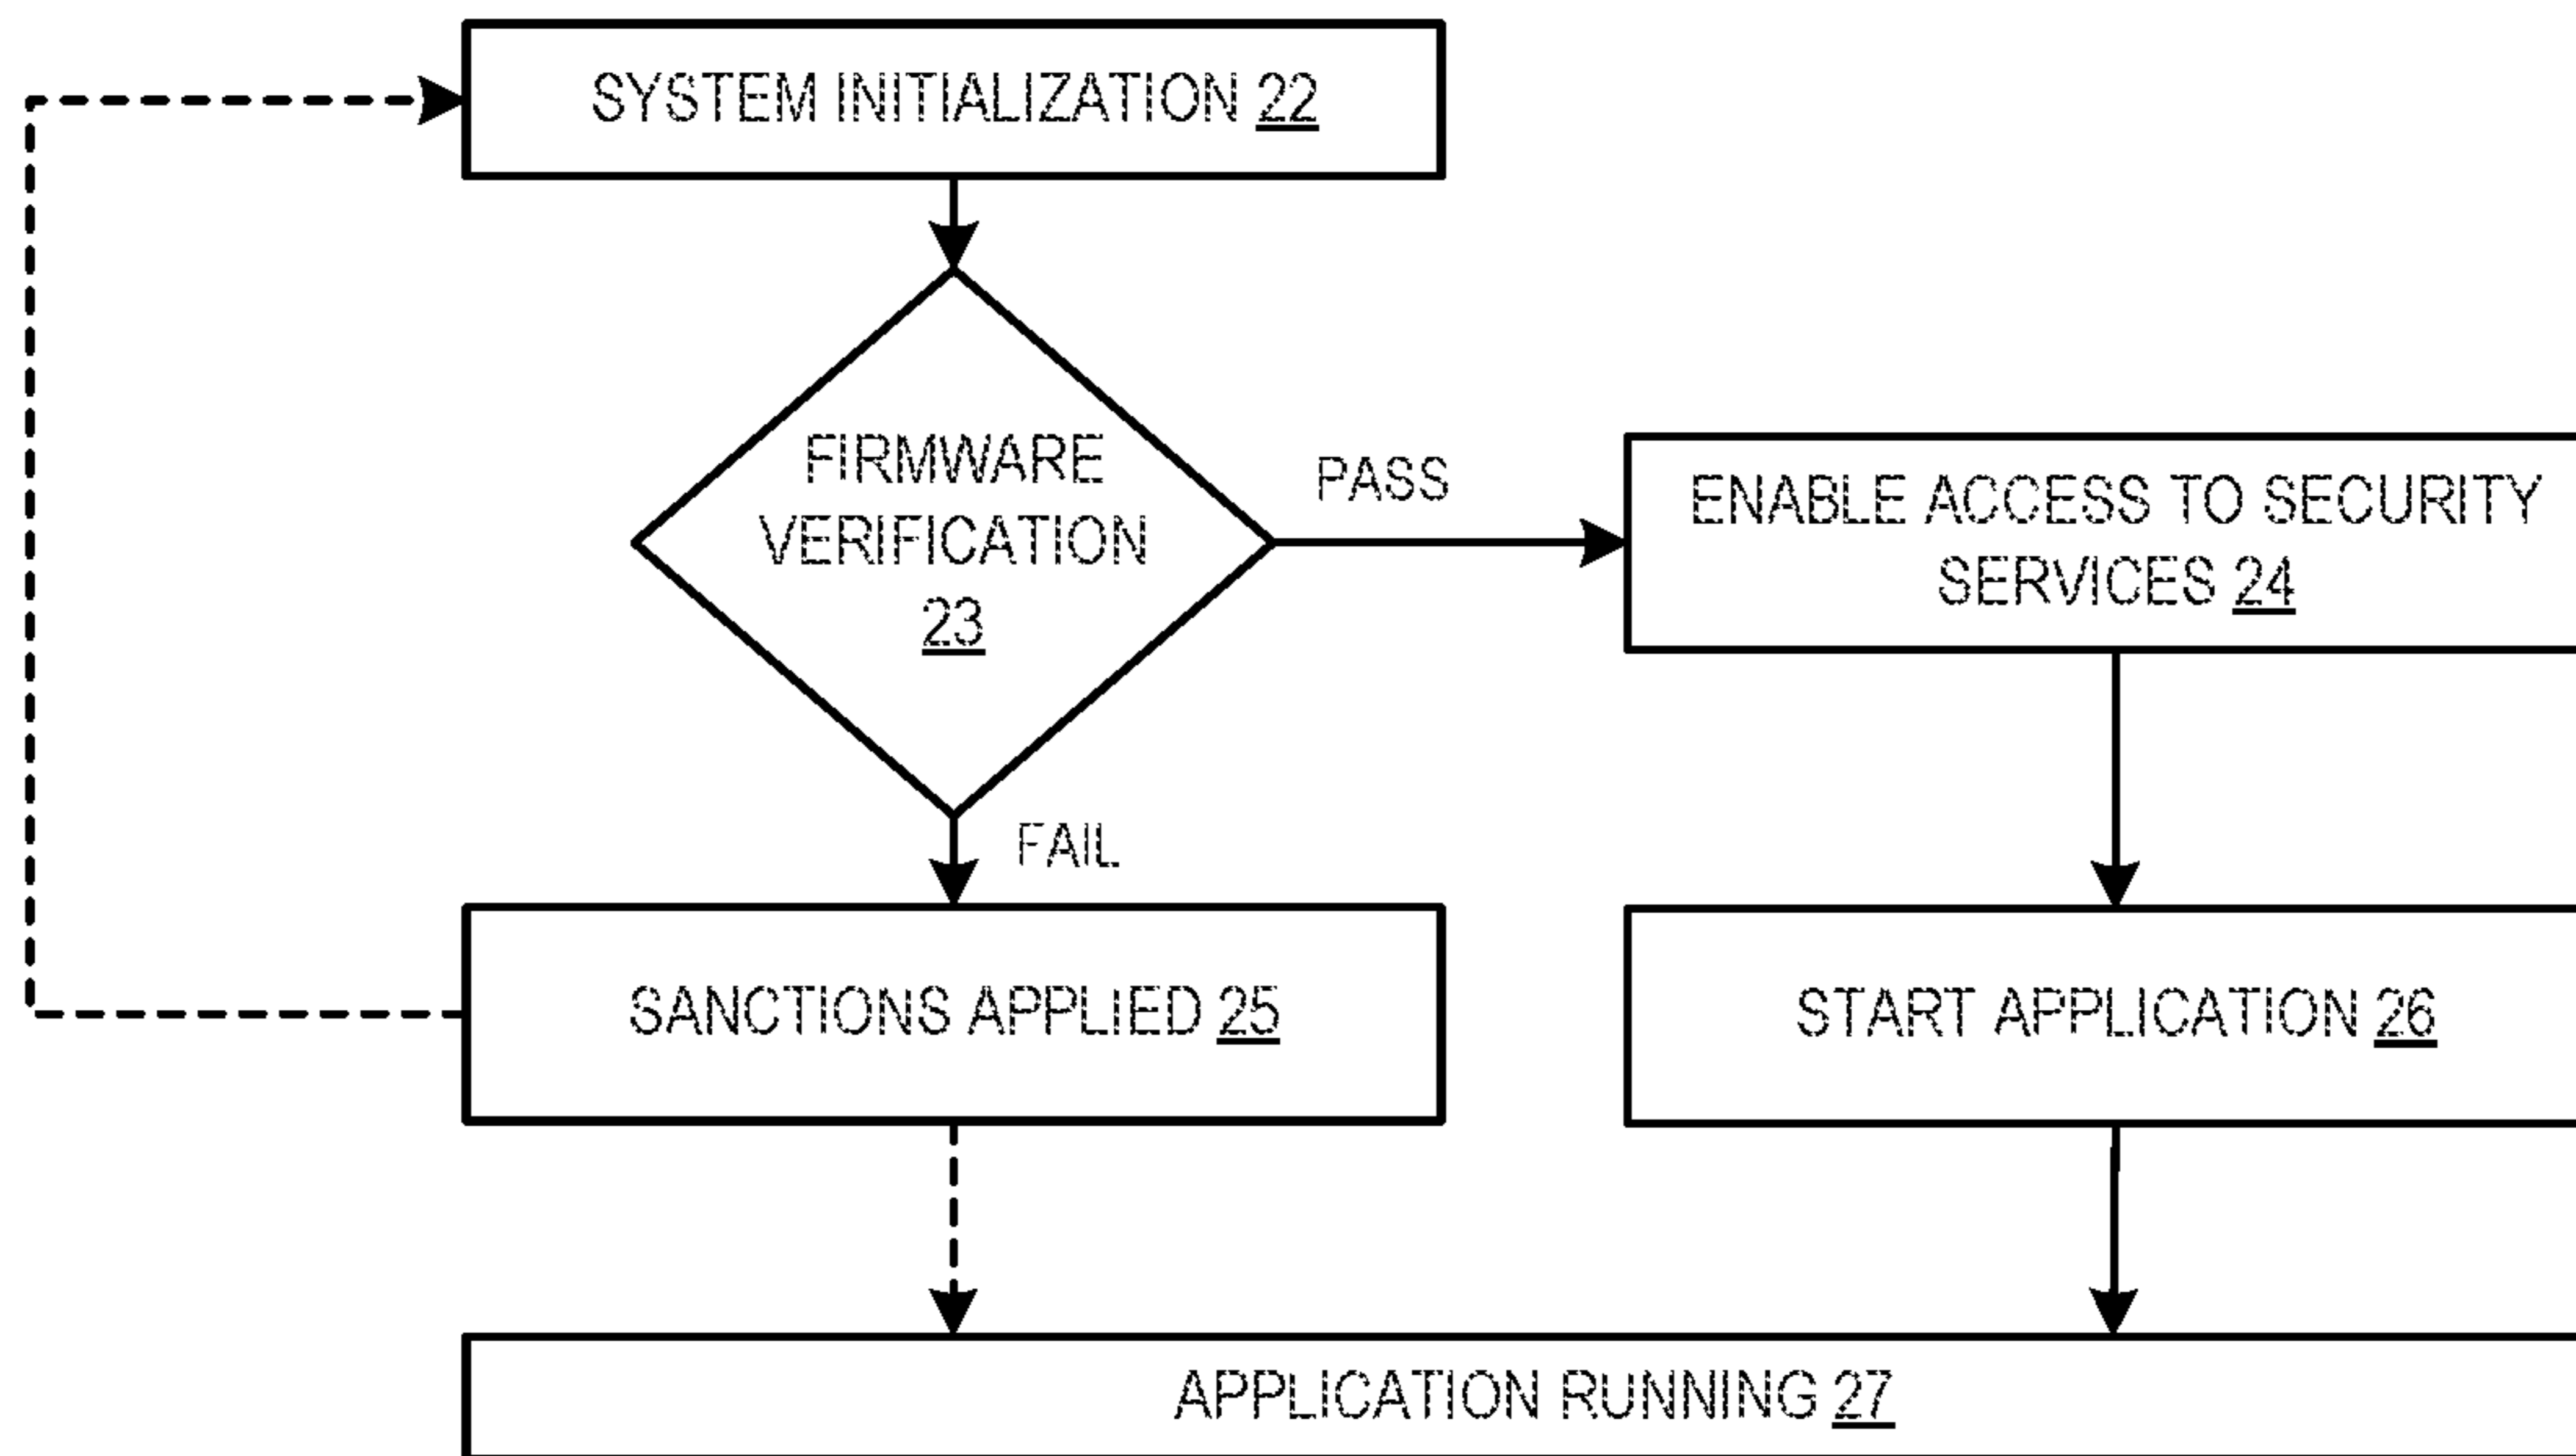 SYSTEM INITIALIZATION 22
FIRMWARE
VERIFICATION
23
PASS
ENABLE ACCESS TO SECURITY
SERVICES 24
FAIL
SANCTIONS APPLIED 25
START APPLICATION 26
APPLICATION RUNNING 27